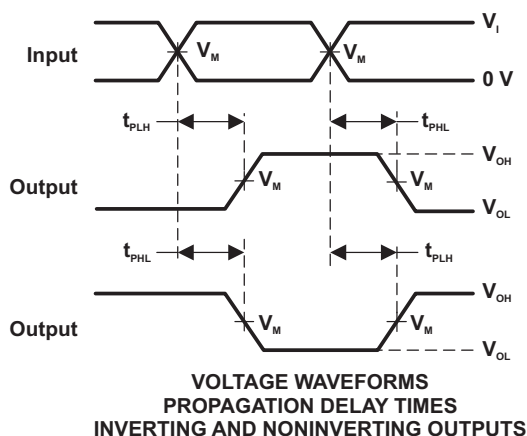 Input
V_M
V_M
V_I
0 V
t_PLH
t_PHL
Output
V_M
V_M
V_OH
V_OL
t_PHL
t_PLH
Output
V_M
V_M
V_OH
V_OL
VOLTAGE WAVEFORMS
PROPAGATION DELAY TIMES
INVERTING AND NONINVERTING OUTPUTS